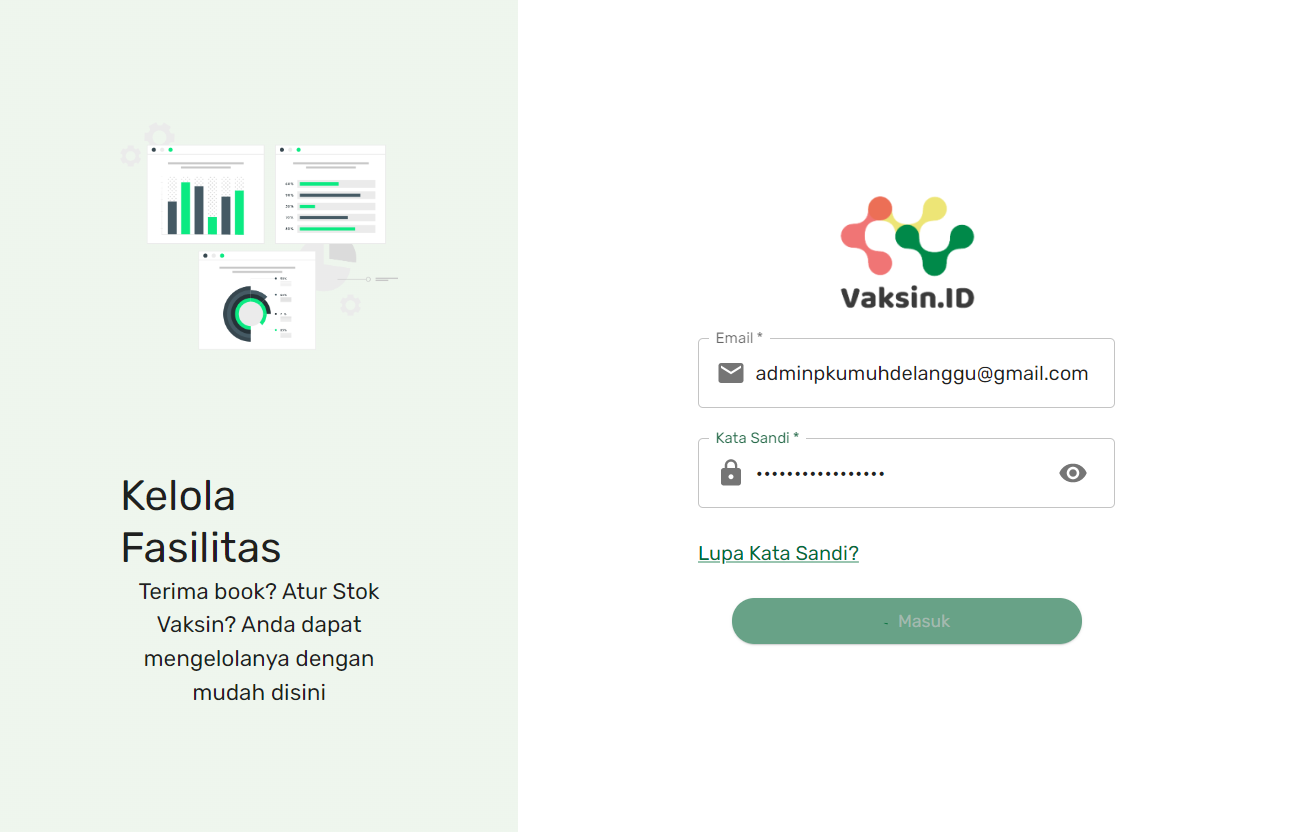 Kelola
Fasilitas
Terima book? Atur Stok
Vaksin? Anda dapat
mengelolanya dengan
mudah disini
Vaksin.ID
Email *
adminpkumuhdelanggu@gmail.com
Kata Sandi *
•••••••••••••••••
Lupa Kata Sandi?
- Masuk